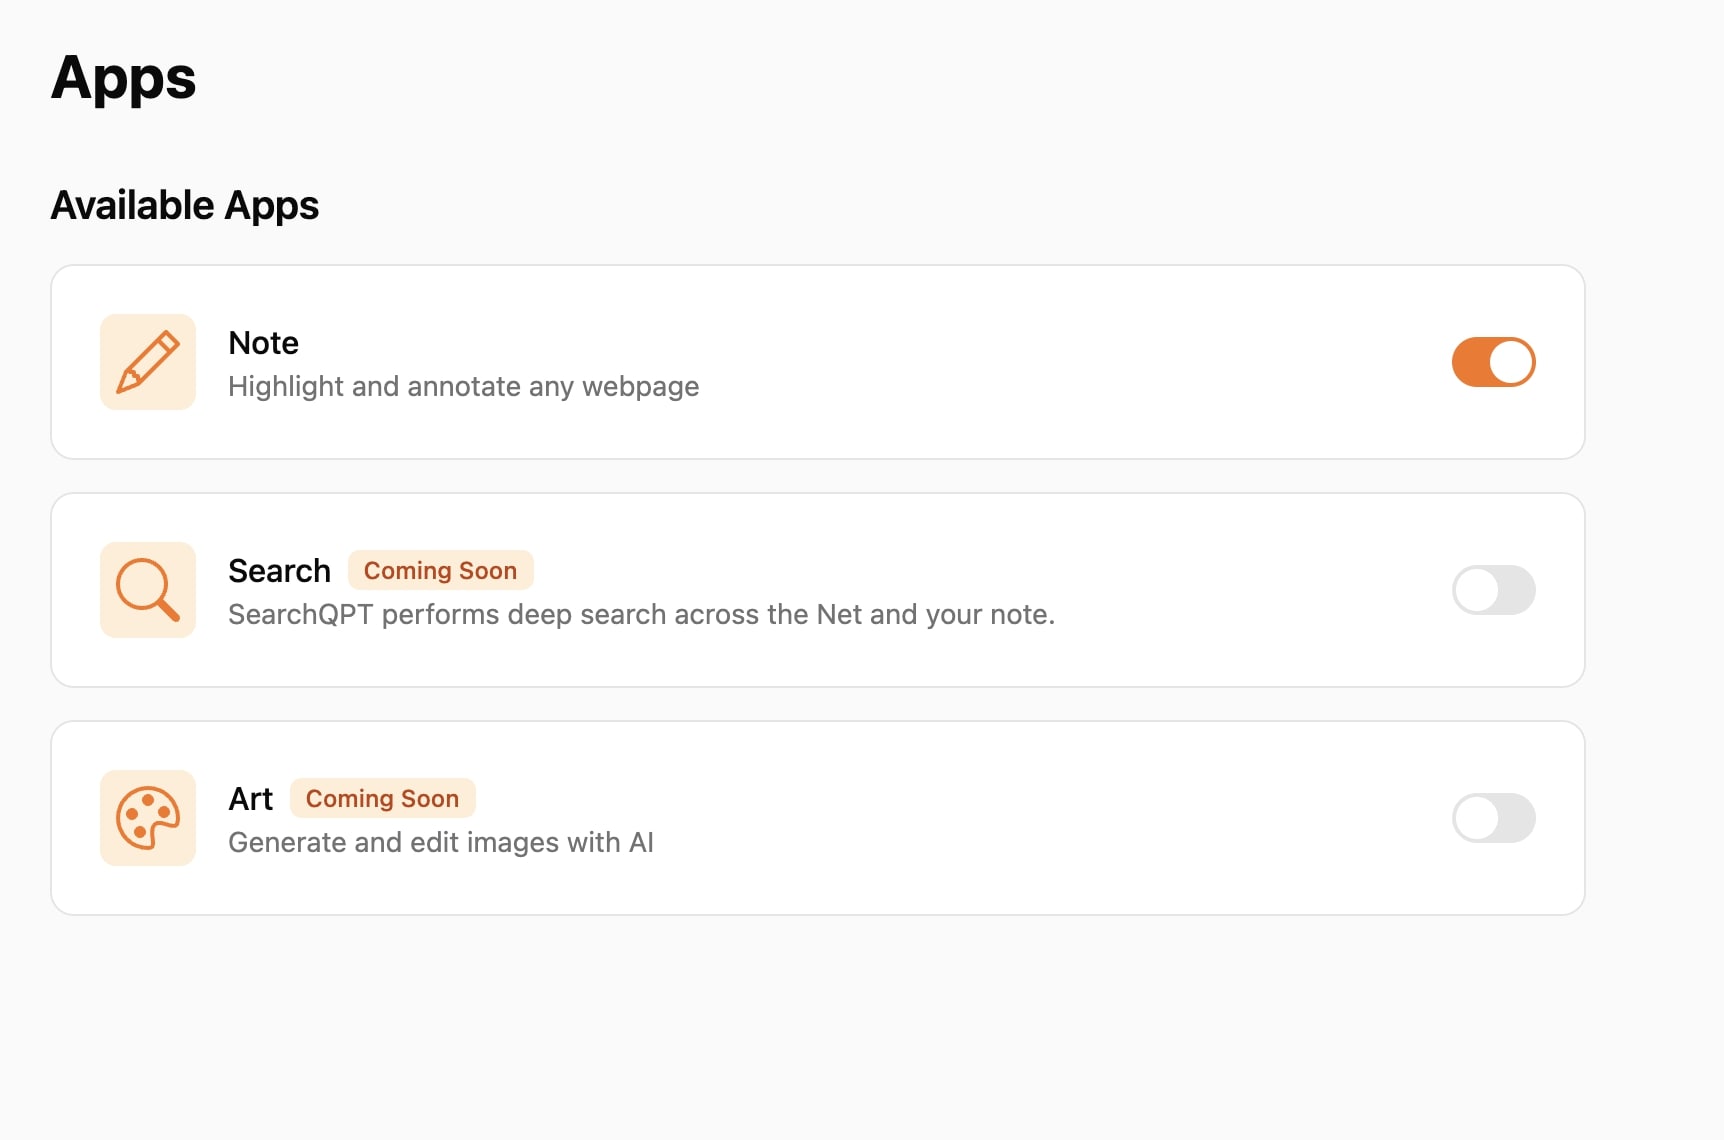 Apps
Available Apps
Note
Highlight and annotate any webpage
Search Coming Soon
SearchQPT performs deep search across the Net and your note.
Art Coming Soon
Generate and edit images with AI